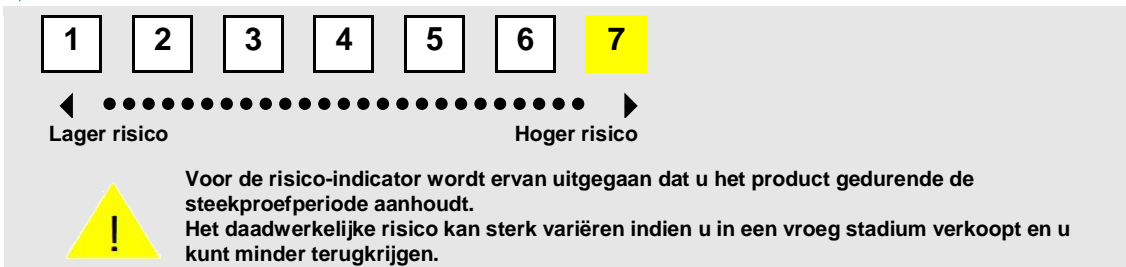 1 2 3 4 5 6 7
Lager risico Hoger risico
Voor de risico-indicator wordt ervan uitgegaan dat u het product gedurende de
steekproefperiode aanhoudt.
Het daadwerkelijke risico kan sterk variëren indien u in een vroeg stadium verkoopt en u
kunt minder terugkrijgen.
!